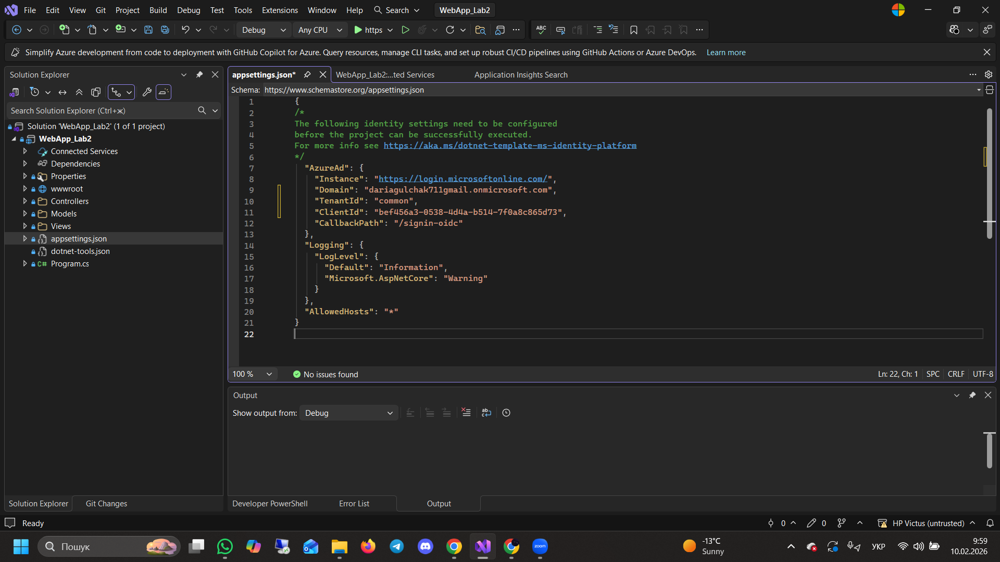 File Edit View Git Project Build Debug Test Tools Extensions Window Help Search WebApp_Lab2
Debug Any CPU https
Simplify Azure development from code to deployment with GitHub Copilot for Azure. Query resources, manage CLI tasks, and set up robust CI/CD pipelines using GitHub Actions or Azure DevOps. Learn more
Solution Explorer
Search Solution Explorer (Ctrl+ж)
Solution 'WebApp_Lab2' (1 of 1 project)
WebApp_Lab2
Connected Services
Dependencies
Properties
wwwroot
Controllers
Models
Views
appsettings.json
dotnet-tools.json
C# Program.cs
Solution Explorer Git Changes
appsettings.json* WebApp_Lab2:...ted Services Application Insights Search
Schema: https://www.schemastore.org/appsettings.json
1 {
2 /*
3 The following identity settings need to be configured
4 before the project can be successfully executed.
5 For more info see https://aka.ms/dotnet-template-ms-identity-platform
6 */
7 "AzureAd": {
8 "Instance": "https://login.microsoftonline.com/",
9 "Domain": "dariagulchak711gmail.onmicrosoft.com",
10 "TenantId": "common",
11 "ClientId": "bef456a3-0538-4d4a-b514-7f0a8c865d73",
12 "CallbackPath": "/signin-oidc"
13 },
14 "Logging": {
15 "LogLevel": {
16 "Default": "Information",
17 "Microsoft.AspNetCore": "Warning"
18 }
19 },
20 "AllowedHosts": "*"
21 }
22
100 % No issues found Ln: 22, Ch: 1 SPC CRLF UTF-8
Output
Show output from: Debug
Developer PowerShell Error List Output
Ready 0 0 HP Victus (untrusted)
Пошук zoom -13°C Sunny УКР 9:59
10.02.2026